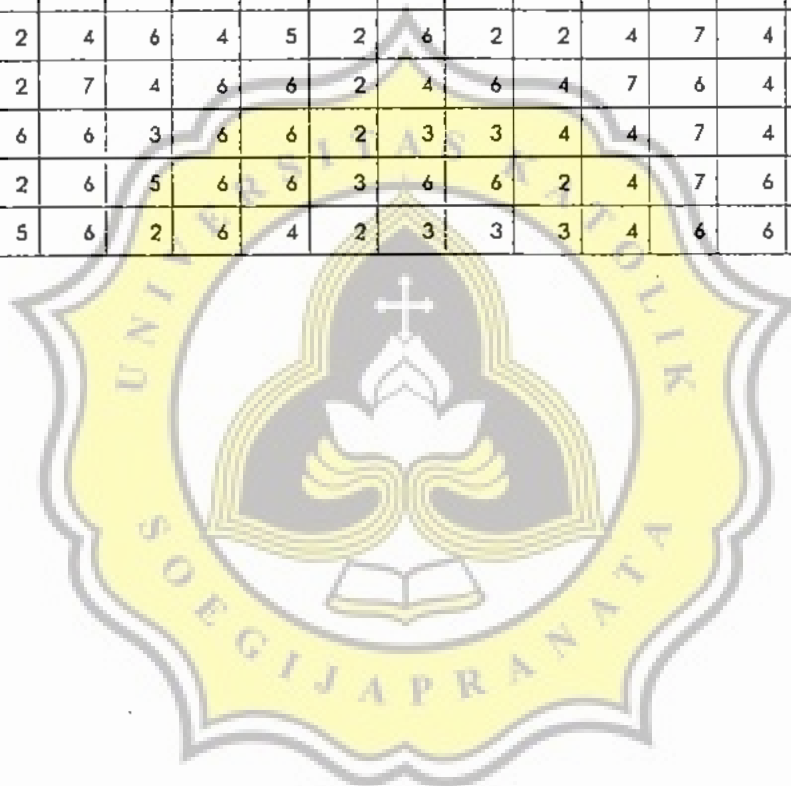 2 4 6 4 5 2 6 2 2 4 7 4
2 7 4 6 6 2 4 6 4 7 6 4
6 6 3 6 6 2 3 3 4 4 7 4
2 6 5 6 6 3 6 6 2 4 7 6
5 6 2 6 4 2 3 3 3 4 6 6
UNIVERSITAS KATOLIK
SOEGIJAPRANATA